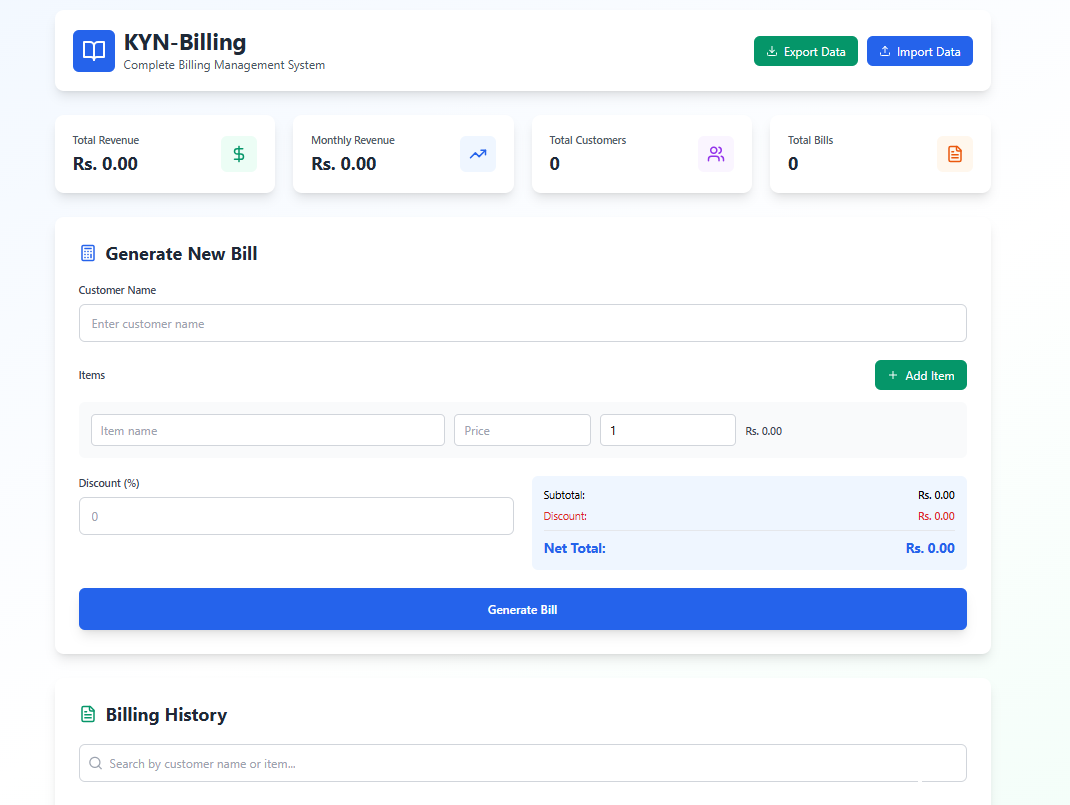 KYN-Billing
Complete Billing Management System
Export Data
Import Data
Total Revenue
Rs. 0.00
Monthly Revenue
Rs. 0.00
Total Customers
0
Total Bills
0
Generate New Bill
Customer Name
Enter customer name
Items
+ Add Item
Item name
Price
1
Rs. 0.00
Discount (%)
0
Subtotal: Rs. 0.00
Discount: Rs. 0.00
Net Total: Rs. 0.00
Generate Bill
Billing History
Search by customer name or item...